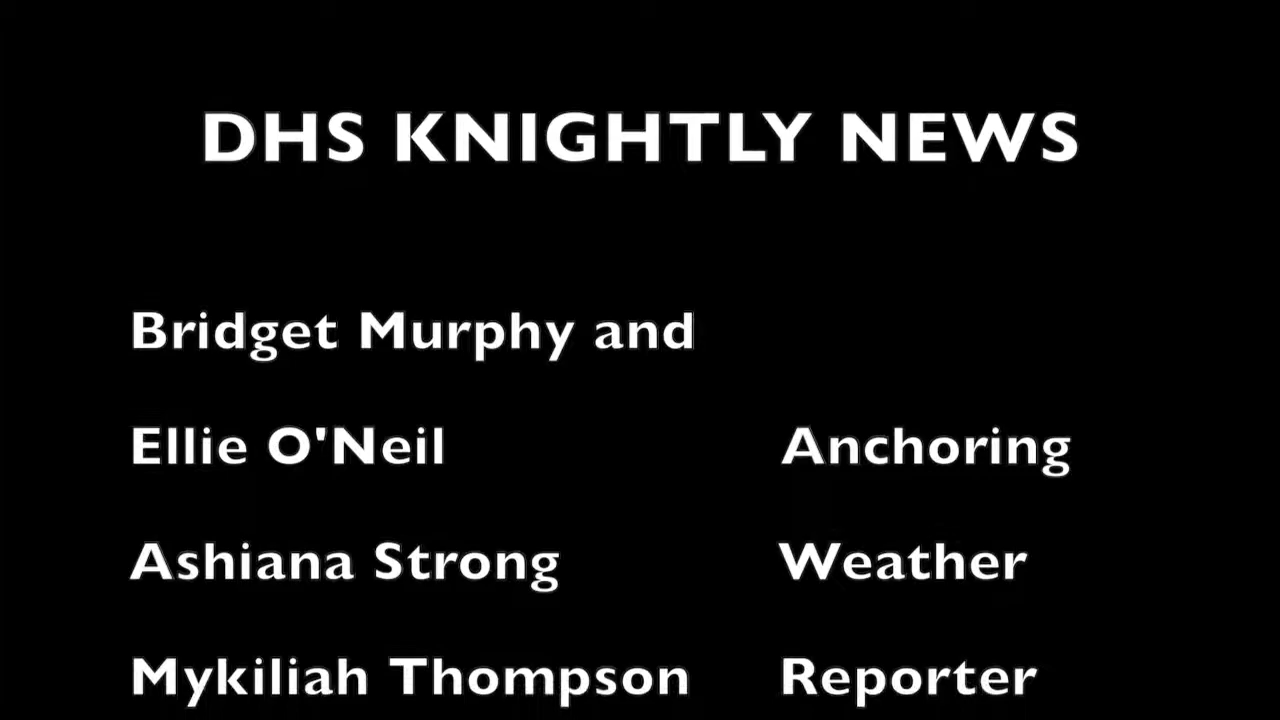 DHS KNIGHTLY NEWS
Bridget Murphy and
Ellie O'Neil Anchoring
Ashiana Strong Weather
Mykiliah Thompson Reporter